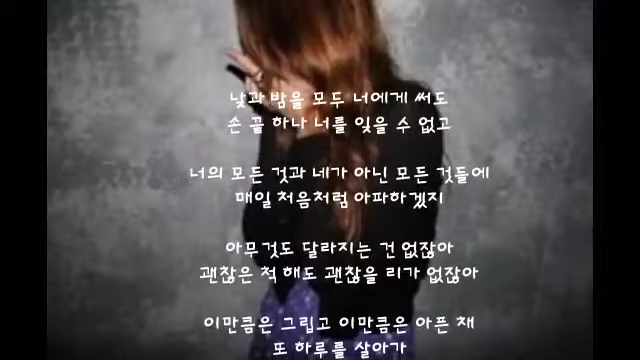 낮과 밤을 모두 너에게 써도
손 끝 하나 너를 잊을 수 없고
너의 모든 것과 네가 아닌 모든 것들에
매일 처음처럼 아파하겠지
아무것도 달라지는 건 없잖아
괜찮은 척 해도 괜찮을 리가 없잖아
이만큼은 그립고 이만큼은 아픈 채
또 하루를 살아가